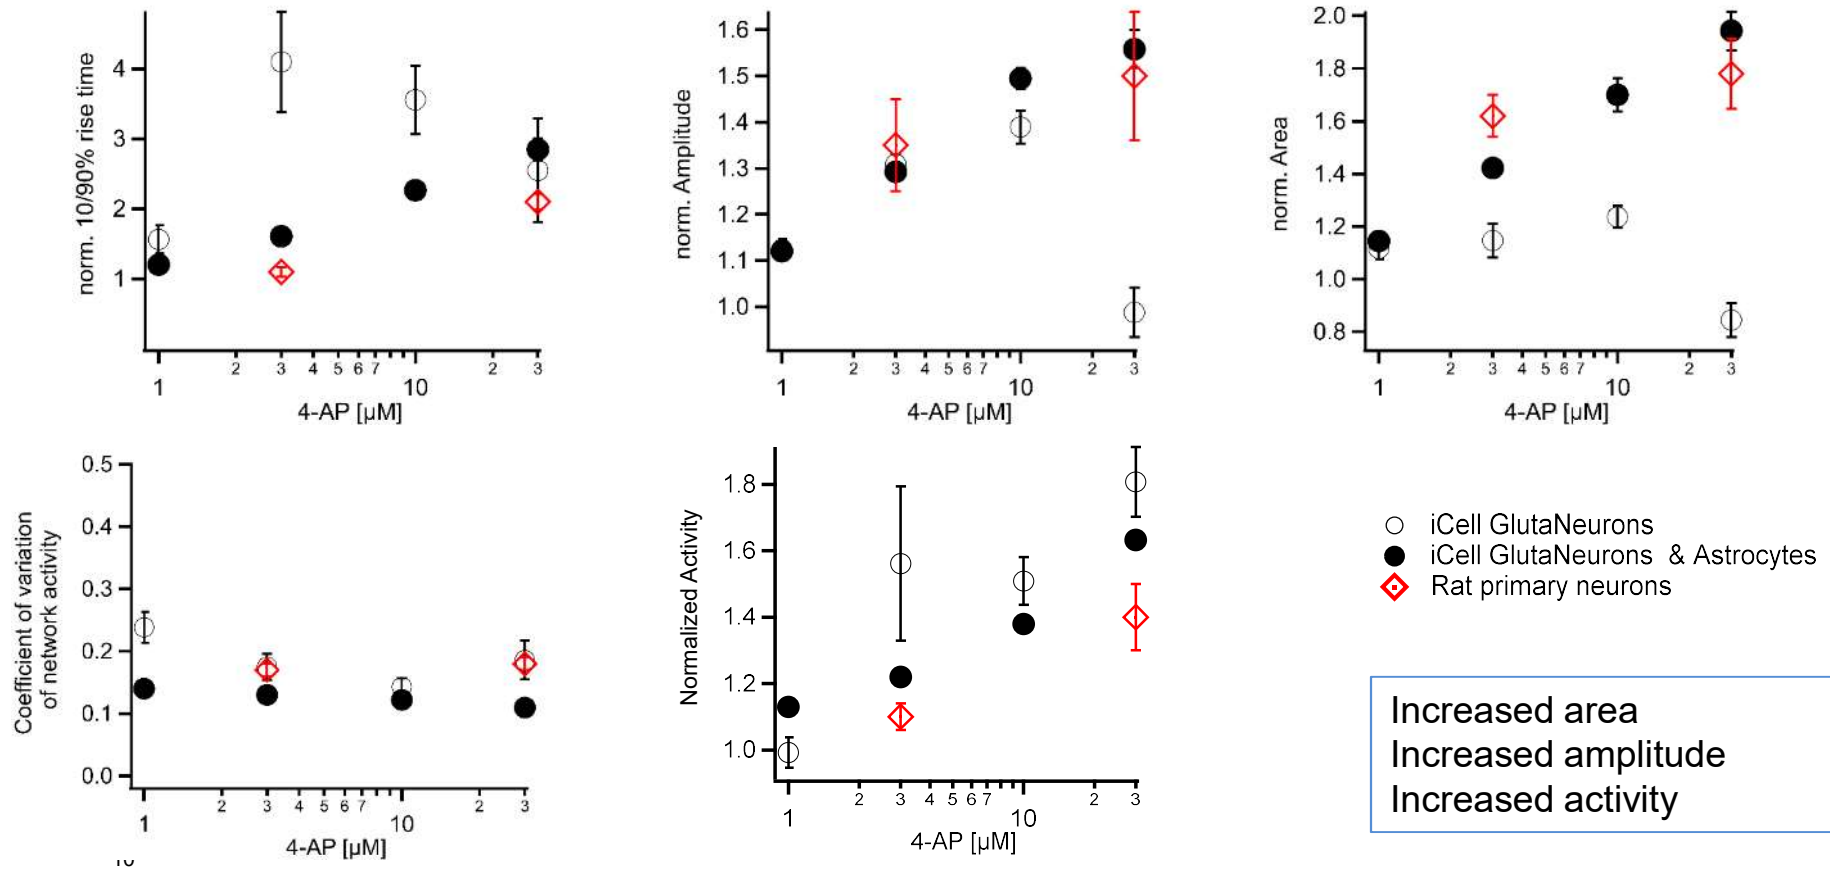 norm. 10/90% rise time
4
3
2
1
1 2 3 4 5 6 7 10 2 3
4-AP [µM]
norm. Amplitude
1.6
1.5
1.4
1.3
1.2
1.1
1.0
1 2 3 4 5 6 7 10 2 3
4-AP [µM]
norm. Area
2.0
1.8
1.6
1.4
1.2
1.0
0.8
1 2 3 4 5 6 7 10 2 3
4-AP [µM]
Coefficient of variation
of network activity
0.5
0.4
0.3
0.2
0.1
0.0
1 2 3 4 5 6 7 10 2 3
4-AP [µM]
Normalized Activity
1.8
1.6
1.4
1.2
1.0
1 2 3 4 5 6 7 10 2 3
4-AP [µM]
iCell GlutaNeurons
iCell GlutaNeurons & Astrocytes
Rat primary neurons
Increased area
Increased amplitude
Increased activity